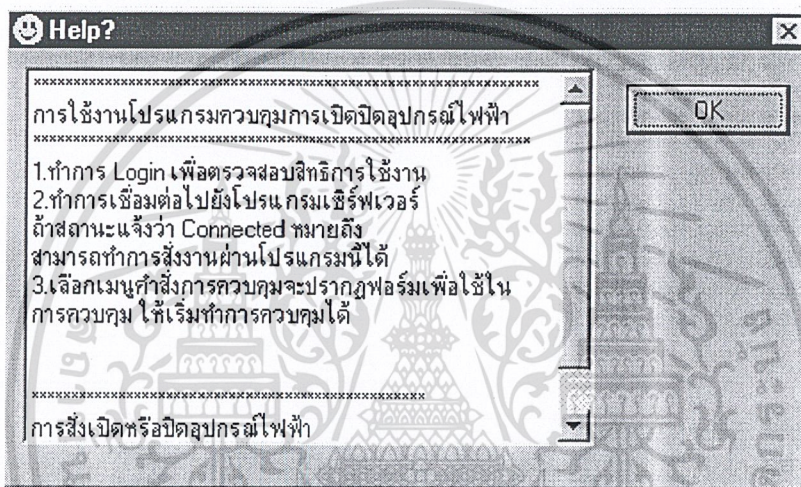 Help?
************************************************************
การใช้งานโปรแกรมควบคุมการเปิดปิดอุปกรณ์ไฟฟ้า
***********************************************************
1.ทำการ Login เพื่อตรวจสอบสิทธิการใช้งาน
2.ทำการเชื่อมต่อไปยังโปรแกรมเซิร์ฟเวอร์
ถ้าสถานะแจ้งว่า Connected หมายถึง
สามารถทำการสั่งงานผ่านโปรแกรมนี้ได้
3.เลือกเมนูคำสั่งการควบคุมจะปรากฏฟอร์มเพื่อใช้ใน
การควบคุม ให้เริ่มทำการควบคุมได้
***********************************************
การสั่งเปิดหรือปิดอุปกรณ์ไฟฟ้า
OK